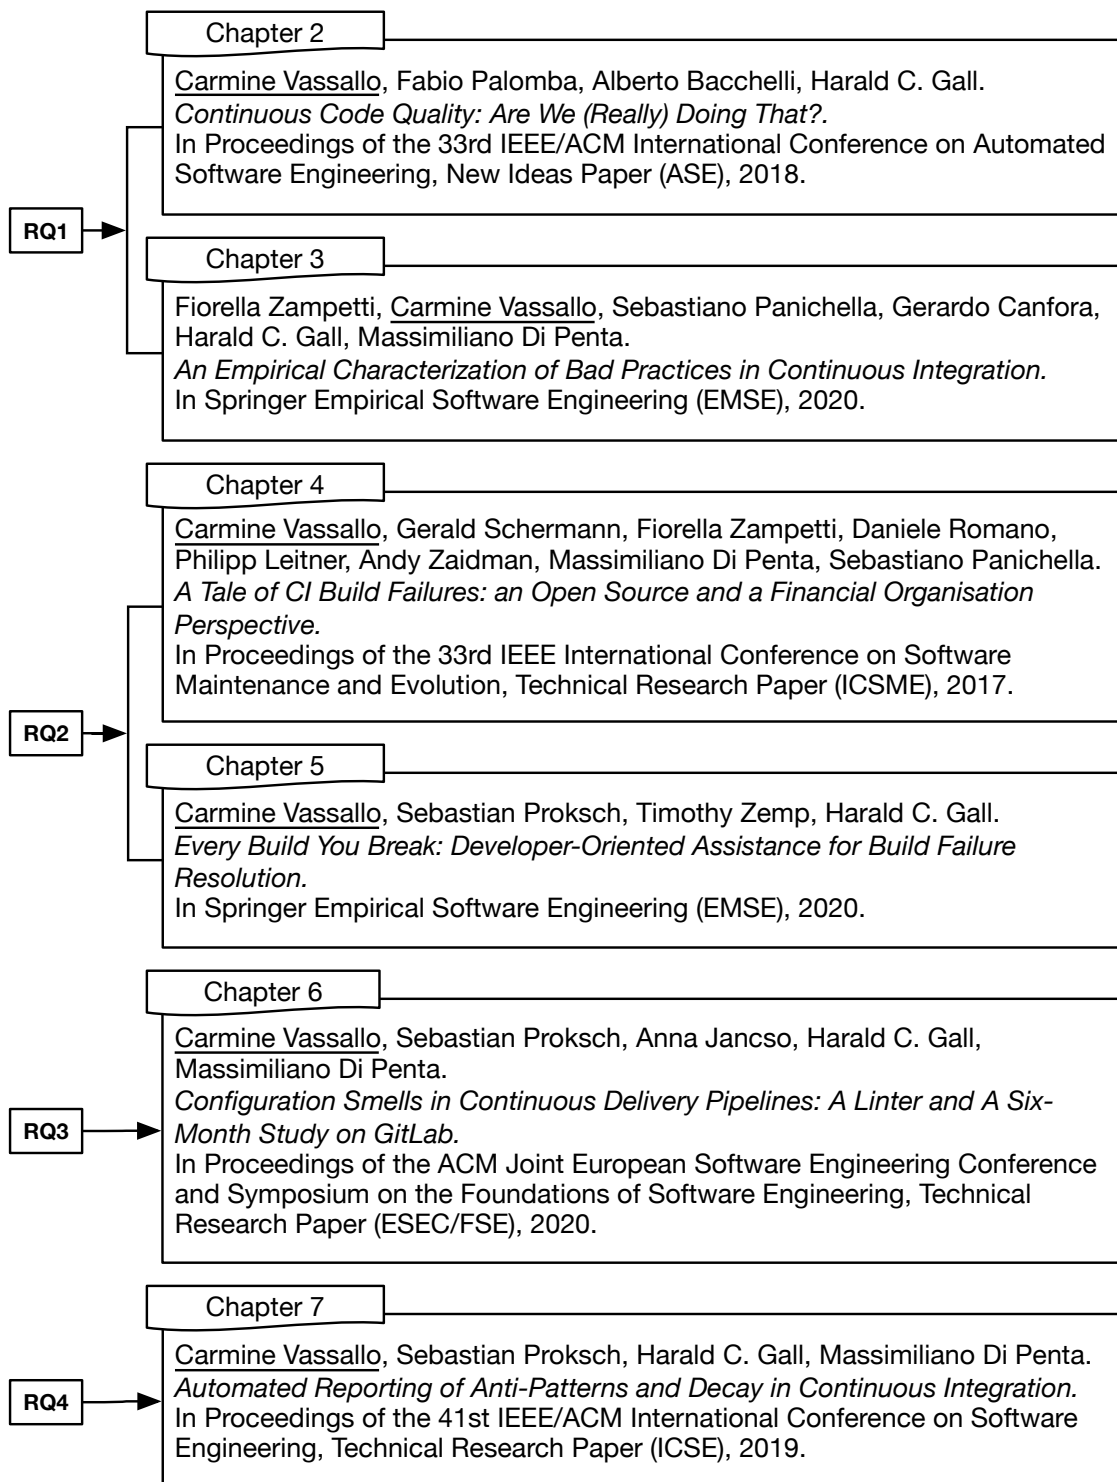 Chapter 2
Carmine Vassallo, Fabio Palomba, Alberto Bacchelli, Harald C. Gall.
Continuous Code Quality: Are We (Really) Doing That?.
In Proceedings of the 33rd IEEE/ACM International Conference on Automated
Software Engineering, New Ideas Paper (ASE), 2018.
RQ1
Chapter 3
Fiorella Zampetti, Carmine Vassallo, Sebastiano Panichella, Gerardo Canfora,
Harald C. Gall, Massimiliano Di Penta.
An Empirical Characterization of Bad Practices in Continuous Integration.
In Springer Empirical Software Engineering (EMSE), 2020.
Chapter 4
Carmine Vassallo, Gerald Schermann, Fiorella Zampetti, Daniele Romano,
Philipp Leitner, Andy Zaidman, Massimiliano Di Penta, Sebastiano Panichella.
A Tale of CI Build Failures: an Open Source and a Financial Organisation
Perspective.
In Proceedings of the 33rd IEEE International Conference on Software
Maintenance and Evolution, Technical Research Paper (ICSME), 2017.
RQ2
Chapter 5
Carmine Vassallo, Sebastian Proksch, Timothy Zemp, Harald C. Gall.
Every Build You Break: Developer-Oriented Assistance for Build Failure
Resolution.
In Springer Empirical Software Engineering (EMSE), 2020.
Chapter 6
Carmine Vassallo, Sebastian Proksch, Anna Jancso, Harald C. Gall,
Massimiliano Di Penta.
Configuration Smells in Continuous Delivery Pipelines: A Linter and A Six-
Month Study on GitLab.
RQ3
In Proceedings of the ACM Joint European Software Engineering Conference
and Symposium on the Foundations of Software Engineering, Technical
Research Paper (ESEC/FSE), 2020.
Chapter 7
Carmine Vassallo, Sebastian Proksch, Harald C. Gall, Massimiliano Di Penta.
Automated Reporting of Anti-Patterns and Decay in Continuous Integration.
RQ4
In Proceedings of the 41st IEEE/ACM International Conference on Software
Engineering, Technical Research Paper (ICSE), 2019.